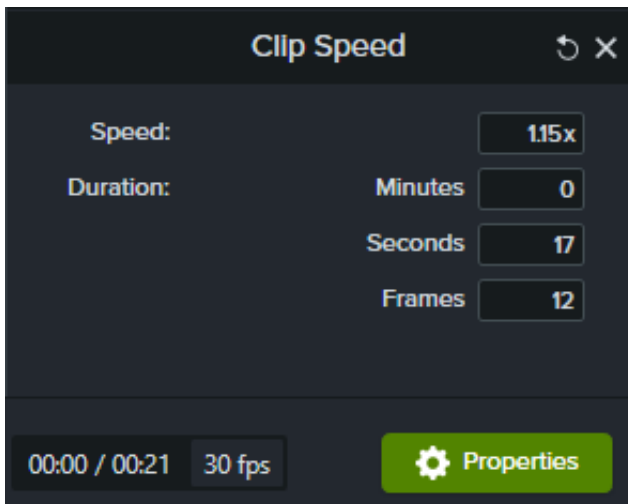 Clip Speed
Speed: 1.15x
Duration: Minutes 0
Seconds 17
Frames 12
00:00 / 00:21 30 fps Properties